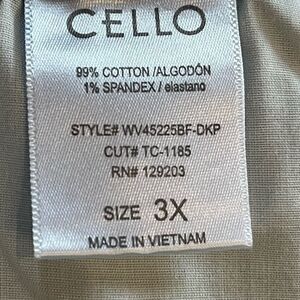 CELLO
99% COTTON /ALGODÓN
1% SPANDEX / elastano
STYLE# WV45225BF-DKP
CUT# TC-1185
RN# 129203
SIZE 3X
MADE IN VIETNAM